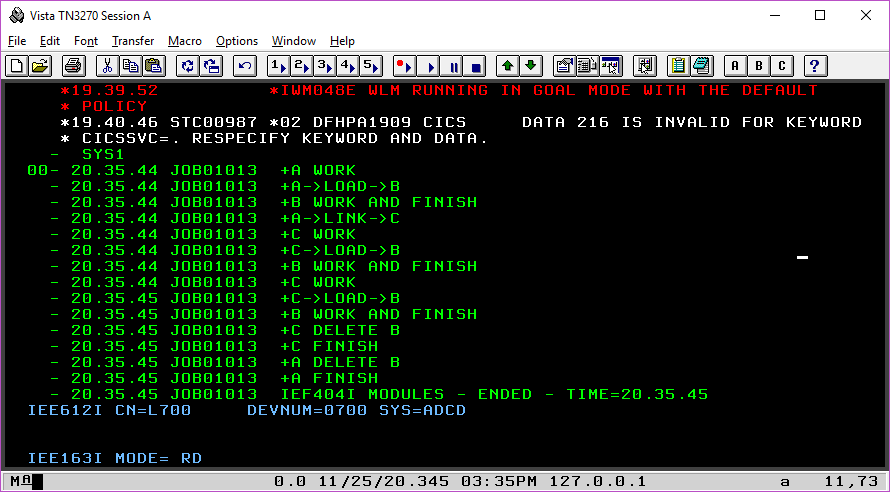 Vista TN3270 Session A
File Edit Font Transfer Macro Options Window Help
1 2 3 4 5 A B C ?
*19.39.52 *IWM048E WLM RUNNING IN GOAL MODE WITH THE DEFAULT
* POLICY
*19.40.46 STC00987 *02 DFHPA1909 CICS DATA 216 IS INVALID FOR KEYWORD
* CICSSVC=. RESPECIFY KEYWORD AND DATA.
- SYS1
00- 20.35.44 JOB01013 +A WORK
- 20.35.44 JOB01013 +A->LOAD->B
- 20.35.44 JOB01013 +B WORK AND FINISH
- 20.35.44 JOB01013 +A->LINK->C
- 20.35.44 JOB01013 +C WORK
- 20.35.44 JOB01013 +C->LOAD->B
- 20.35.44 JOB01013 +B WORK AND FINISH
- 20.35.44 JOB01013 +C WORK
- 20.35.45 JOB01013 +C->LOAD->B
- 20.35.45 JOB01013 +B WORK AND FINISH
- 20.35.45 JOB01013 +C DELETE B
- 20.35.45 JOB01013 +C FINISH
- 20.35.45 JOB01013 +A DELETE B
- 20.35.45 JOB01013 +A FINISH
- 20.35.45 JOB01013 IEF404I MODULES - ENDED - TIME=20.35.45
IEE612I CN=L700 DEVNUM=0700 SYS=ADCD
IEE163I MODE= RD
MA 0.0 11/25/20.345 03:35PM 127.0.0.1 a 11,73